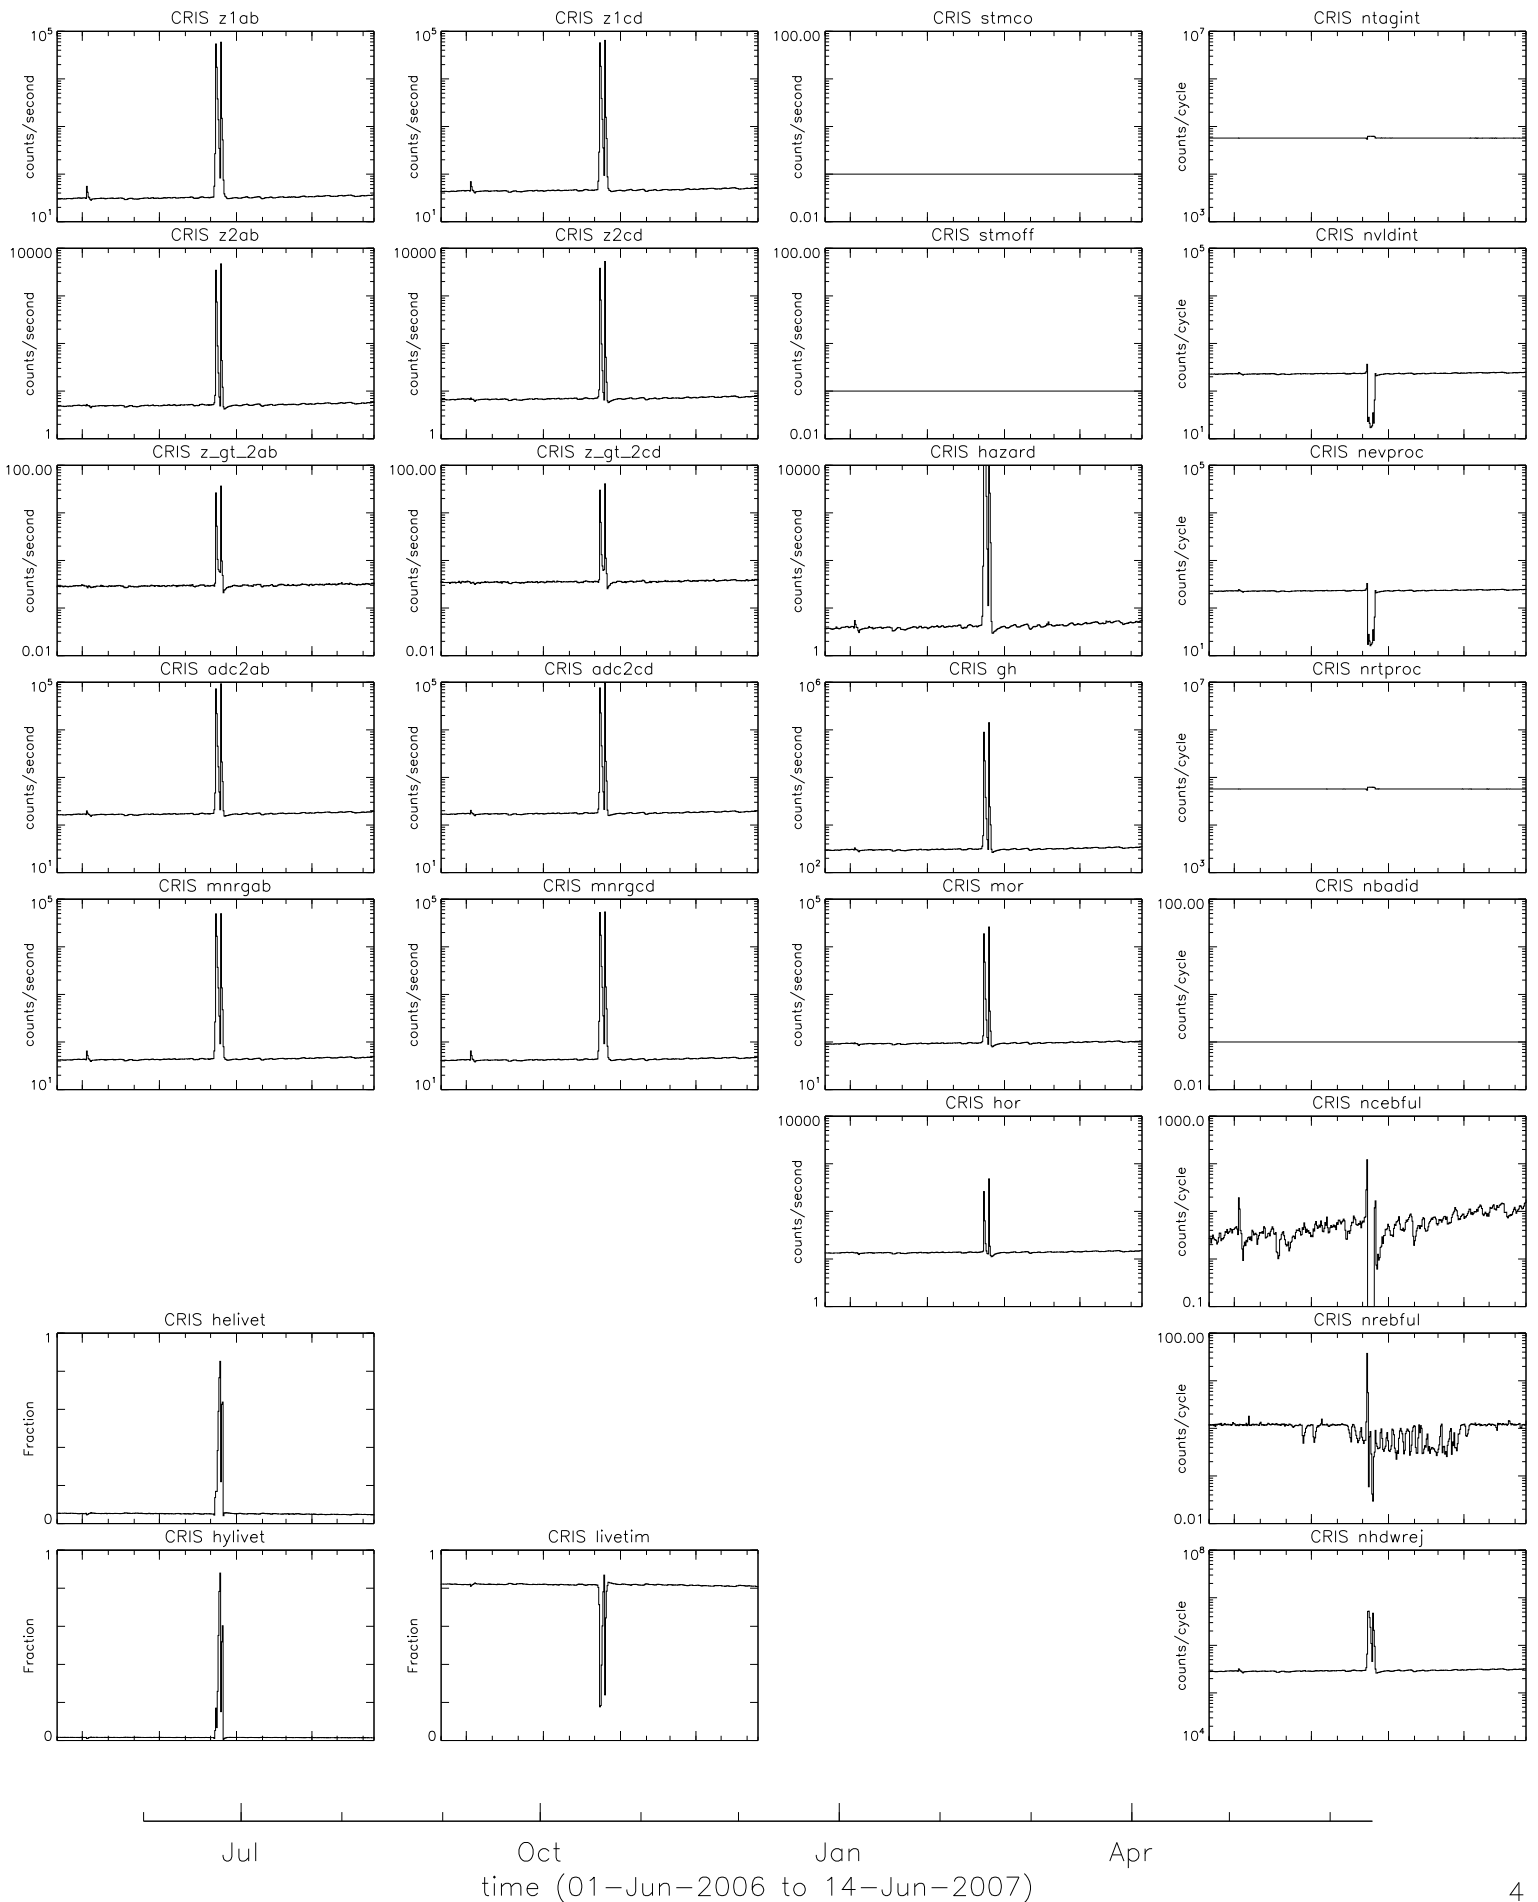 CRIS z1ab
10^5
counts/second
10^1
CRIS z1cd
10^5
counts/second
10^1
CRIS stmco
100.00
counts/second
0.01
CRIS ntagint
10^7
counts/cycle
10^3
CRIS z2ab
10000
counts/second
1
CRIS z2cd
10000
counts/second
1
CRIS stmoff
100.00
counts/second
0.01
CRIS nvldint
10^5
counts/cycle
10^1
CRIS z_gt_2ab
100.00
counts/second
0.01
CRIS z_gt_2cd
100.00
counts/second
0.01
CRIS hazard
10000
counts/second
1
CRIS nevproc
10^5
counts/cycle
10^1
CRIS adc2ab
10^5
counts/second
10^1
CRIS adc2cd
10^5
counts/second
10^1
CRIS gh
10^6
counts/second
10^2
CRIS nrtproc
10^7
counts/cycle
10^3
CRIS mnrgab
10^5
counts/second
10^1
CRIS mnrgcd
10^5
counts/second
10^1
CRIS mor
10^5
counts/second
10^1
CRIS nbadid
100.00
counts/cycle
0.01
CRIS hor
10000
counts/second
1
CRIS ncebful
1000.0
counts/cycle
0.1
CRIS helivet
1
Fraction
0
CRIS nrebful
100.00
counts/cycle
0.01
CRIS hylivet
1
Fraction
0
CRIS livetim
1
Fraction
0
CRIS nhdwrej
10^8
counts/cycle
10^4
Jul Oct Jan Apr
time (01-Jun-2006 to 14-Jun-2007)
4